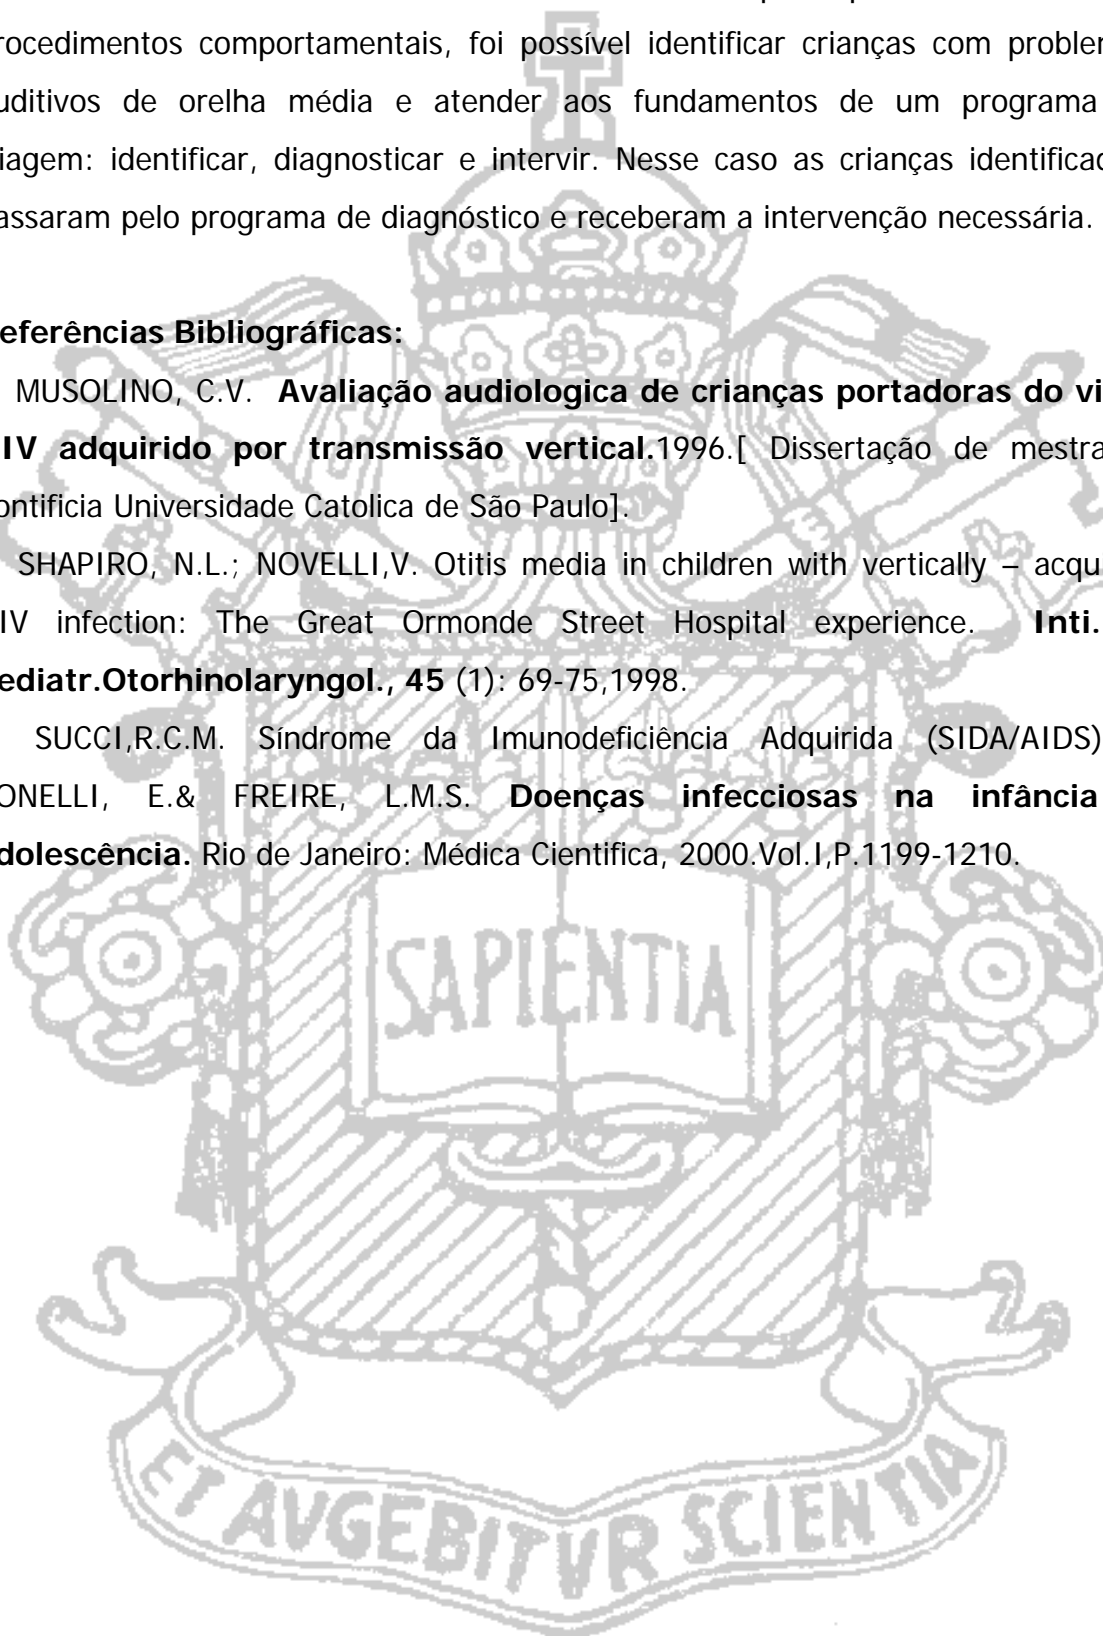 rocedimentos comportamentais, foi possível identificar crianças com problem
uditivos de orelha média e atender aos fundamentos de um programa
iagem: identificar, diagnosticar e intervir. Nesse caso as crianças identificad
assaram pelo programa de diagnóstico e receberam a intervenção necessária.
eferências Bibliográficas:
MUSOLINO, C.V. Avaliação audiologica de crianças portadoras do vi
IV adquirido por transmissão vertical.1996.[ Dissertação de mestra
ontificia Universidade Catolica de São Paulo].
SHAPIRO, N.L.; NOVELLI,V. Otitis media in children with vertically – acqu
IV infection: The Great Ormonde Street Hospital experience. Inti.
ediatr.Otorhinolaryngol., 45 (1): 69-75,1998.
SUCCI,R.C.M. Síndrome da Imunodeficiência Adquirida (SIDA/AIDS)
ONELLI, E.& FREIRE, L.M.S. Doenças infecciosas na infância
dolescência. Rio de Janeiro: Médica Cientifica, 2000.Vol.I,P.1199-1210.
SAPIENTIA
ET AVGEBITVR SCIENTIA